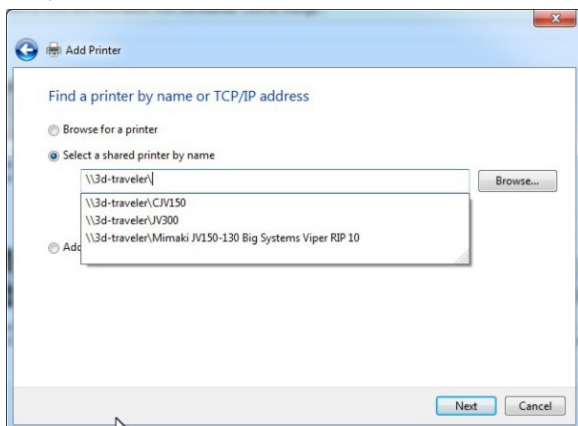 Add Printer
Find a printer by name or TCP/IP address
Browse for a printer
Select a shared printer by name
\\3d-traveler\
Browse...
\\3d-traveler\CJV150
\\3d-traveler\JV300
\\3d-traveler\Mimaki JV150-130 Big Systems Viper RIP 10
Next
Cancel